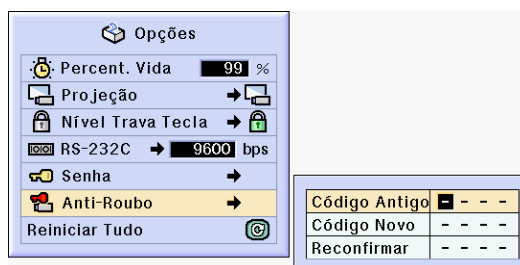 Opções
Percent. Vida 99 %
Projeção
Nível Trava Tecla
RS-232C 9600 bps
Senha
Anti-Roubo
Reiniciar Tudo
Código Antigo - - - -
Código Novo - - - -
Reconfirmar - - - -